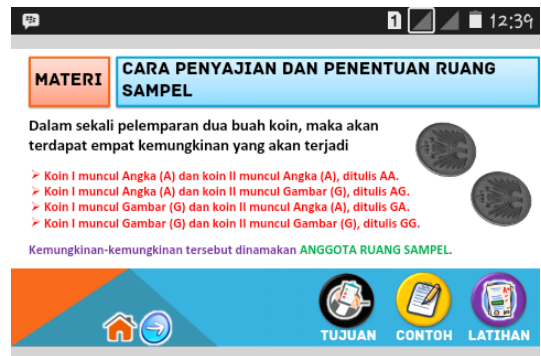 1 12:39
MATERI
CARA PENYAJIAN DAN PENENTUAN RUANG
SAMPEL
Dalam sekali pelemparan dua buah koin, maka akan
terdapat empat kemungkinan yang akan terjadi
➢ Koin I muncul Angka (A) dan koin II muncul Angka (A), ditulis AA.
➢ Koin I muncul Angka (A) dan koin II muncul Gambar (G), ditulis AG.
➢ Koin I muncul Gambar (G) dan koin II muncul Angka (A), ditulis GA.
➢ Koin I muncul Gambar (G) dan koin II muncul Gambar (G), ditulis GG.
Kemungkinan-kemungkinan tersebut dinamakan ANGGOTA RUANG SAMPEL.
TUJUAN CONTOH LATIHAN